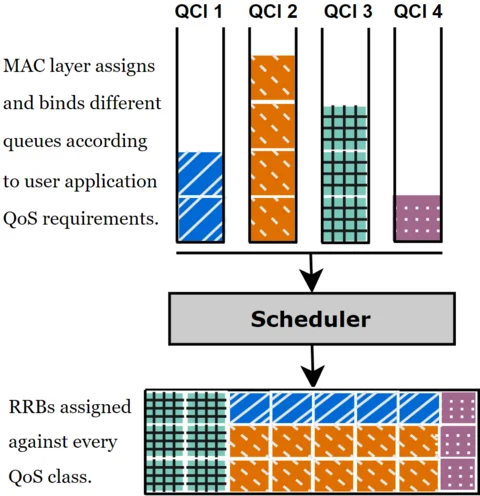 QCI 1 QCI 2 QCI 3 QCI 4
MAC layer assigns
and binds different
queues according
to user application
QoS requirements.
Scheduler
RRBs assigned
against every
QoS class.